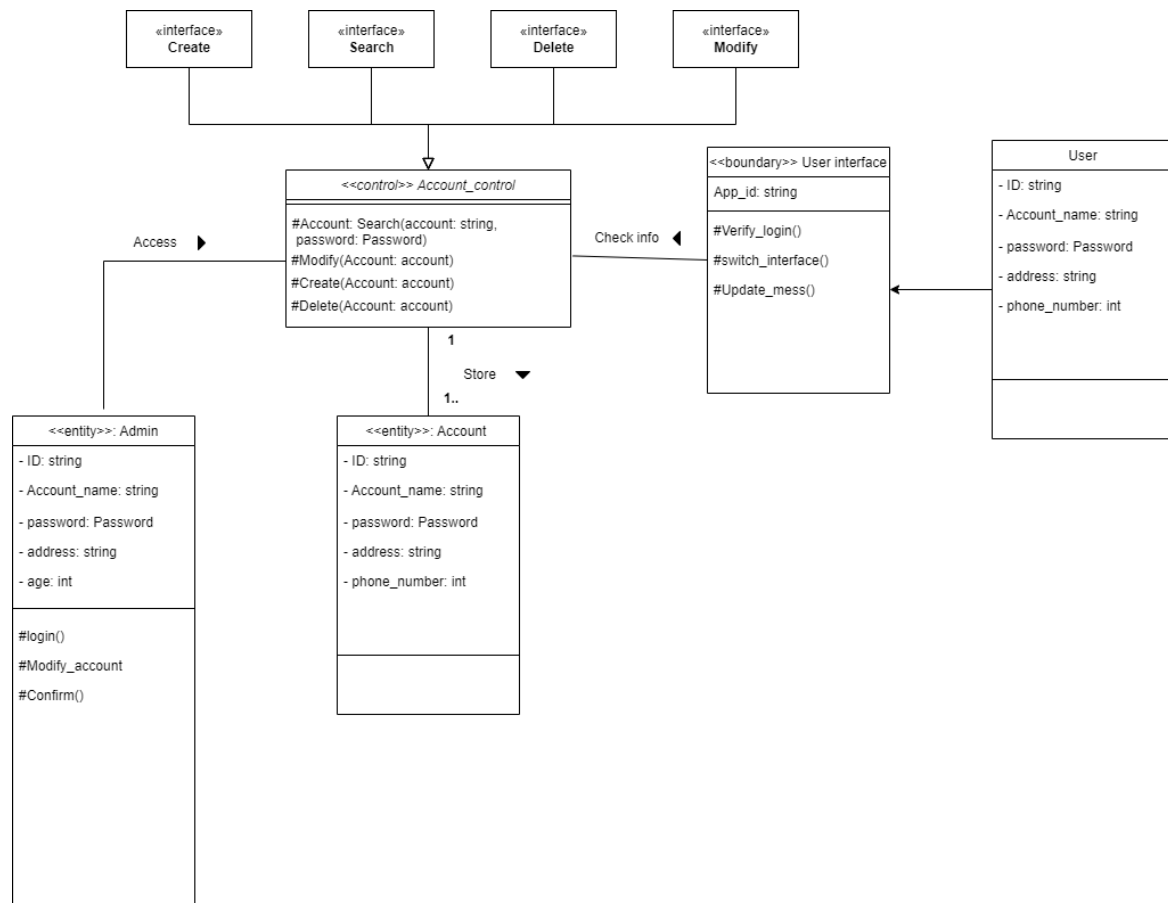 «interface»
Create
«interface»
Search
«interface»
Delete
«interface»
Modify
<<control>> Account_control
#Account: Search(account: string,
password: Password)
#Modify(Account: account)
#Create(Account: account)
#Delete(Account: account)
<<boundary>> User interface
App_id: string
#Verify_login()
#switch_interface()
#Update_mess()
User
- ID: string
- Account_name: string
- password: Password
- address: string
- phone_number: int
Access
Check info
1
Store
1..
<<entity>>: Admin
- ID: string
- Account_name: string
- password: Password
- address: string
- age: int
#login()
#Modify_account
#Confirm()
<<entity>>: Account
- ID: string
- Account_name: string
- password: Password
- address: string
- phone_number: int